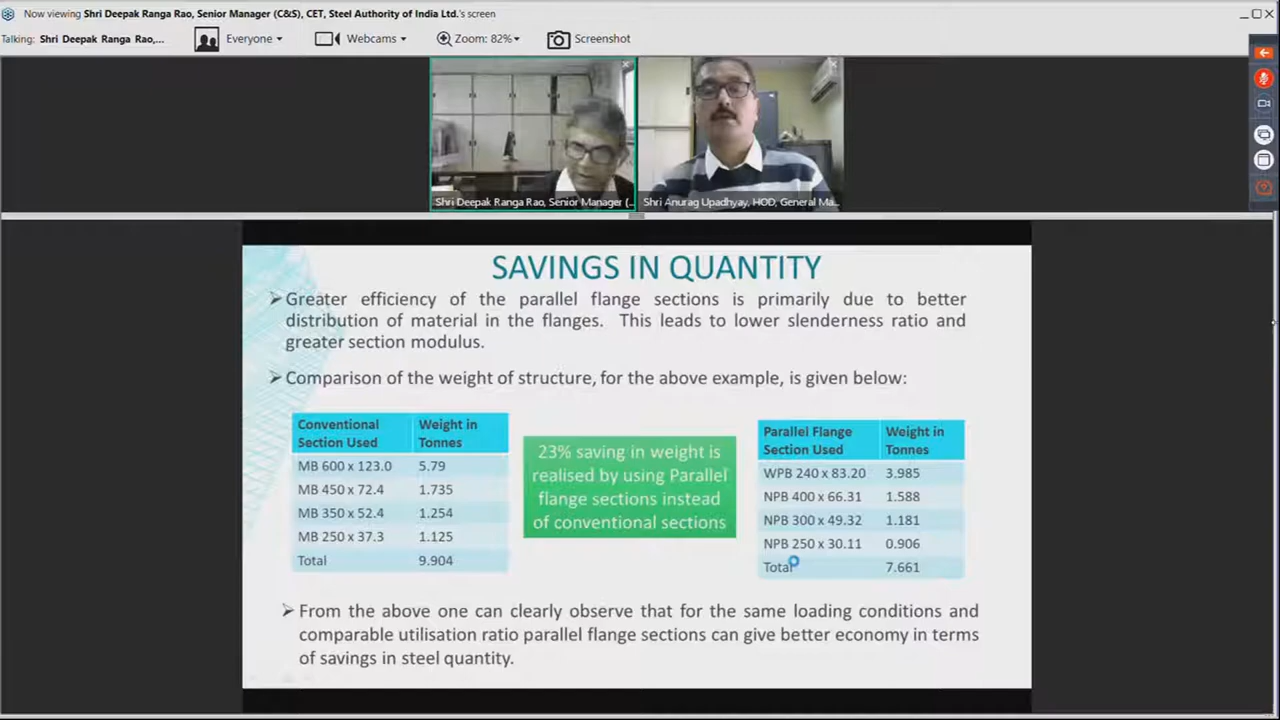 Now viewing Shri Deepak Ranga Rao, Senior Manager (C&S), CET, Steel Authority of India Ltd.'s screen
Talking: Shri Deepak Ranga Rao,...
Everyone
Webcams
Zoom: 82%
Screenshot
Shri Deepak Ranga Rao, Senior Manager (...
Shri Anurag Upadhyay, HOD, General Ma...
SAVINGS IN QUANTITY
Greater efficiency of the parallel flange sections is primarily due to better
distribution of material in the flanges. This leads to lower slenderness ratio and
greater section modulus.
Comparison of the weight of structure, for the above example, is given below:
Conventional Section Used Weight in Tonnes
MB 600 x 123.0 5.79
MB 450 x 72.4 1.735
MB 350 x 52.4 1.254
MB 250 x 37.3 1.125
Total 9.904
23% saving in weight is
realised by using Parallel
flange sections instead
of conventional sections
Parallel Flange Section Used Weight in Tonnes
WPB 240 x 83.20 3.985
NPB 400 x 66.31 1.588
NPB 300 x 49.32 1.181
NPB 250 x 30.11 0.906
Total 7.661
From the above one can clearly observe that for the same loading conditions and
comparable utilisation ratio parallel flange sections can give better economy in terms
of savings in steel quantity.